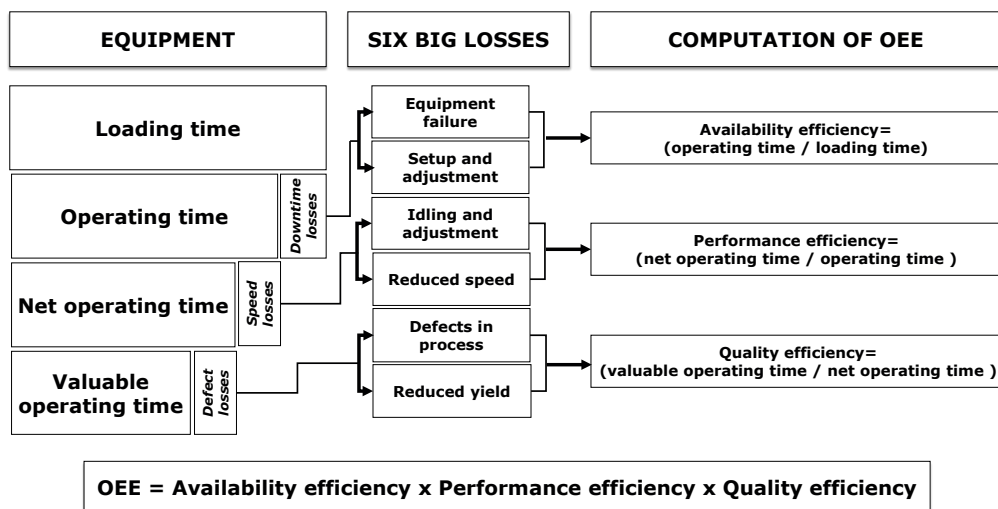 EQUIPMENT
SIX BIG LOSSES
COMPUTATION OF OEE
Loading time
Operating time
Downtime
losses
Net operating time
Speed
losses
Valuable
operating time
Defect
losses
Equipment
failure
Setup and
adjustment
Idling and
adjustment
Reduced speed
Defects in
process
Reduced yield
Availability efficiency=
(operating time / loading time)
Performance efficiency=
(net operating time / operating time )
Quality efficiency=
(valuable operating time / net operating time )
OEE = Availability efficiency x Performance efficiency x Quality efficiency